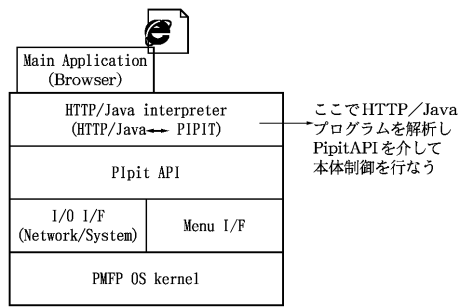 Main Application
(Browser)
HTTP/Java interpreter
(HTTP/Java↔ PIPIT)
ここでHTTP／Java
プログラムを解析し
PipitAPIを介して
本体制御を行なう
PIpit API
I/O I/F
(Network/System)
Menu I/F
PMFP OS kernel